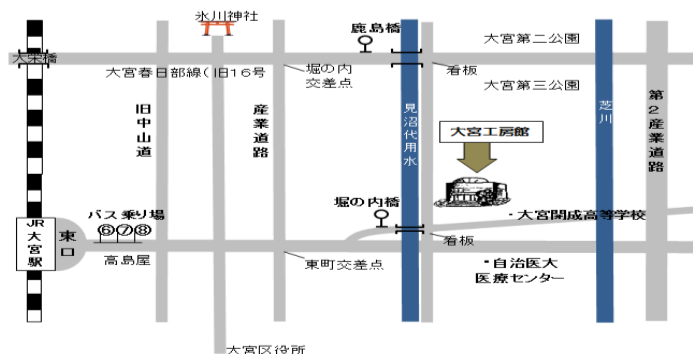 氷川神社
鹿島橋
大宮第二公園
大栄橋
大宮春日部線(旧16号
堀の内
交差点
看板
大宮第三公園
旧中山道
産業道路
見沼代用水
芝川
第2産業道路
大宮工房館
堀の内橋
バス乗り場
⑥⑦⑧
・大宮開成高等学校
JR
大宮駅
東口
高島屋
東町交差点
看板
・自治医大
医療センター
大宮区役所